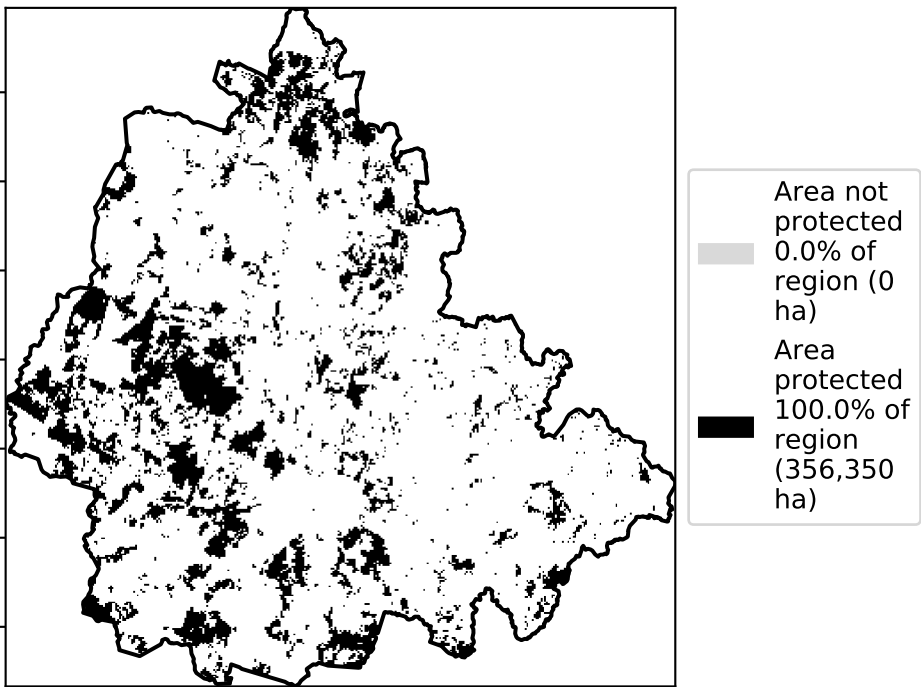 Area not
protected
0.0% of
region (0
ha)
Area
protected
100.0% of
region
(356,350
ha)